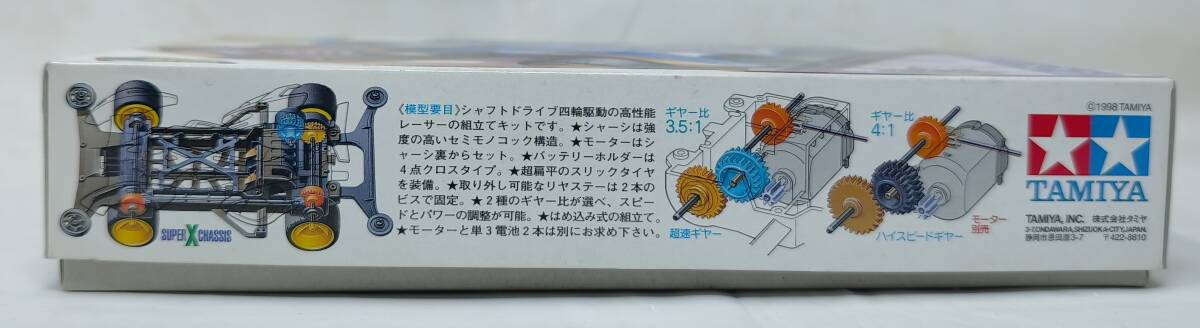 SUPER X CHASSIS
《模型要目》シャフトドライブ四輪駆動の高性能
レーサーの組立てキットです。★シャーシは強
度の高いセミモノコック構造。★モーターはシ
ャーシ裏からセット。★バッテリーホルダーは
4点クロスタイプ。★超扁平のスリックタイヤ
を装備。★取り外し可能なリヤステーは2本の
ビスで固定。★2種のギヤー比が選べ、スピー
ドとパワーの調整が可能。★はめ込み式の組立て。
★モーターと単3電池2本は別にお求め下さい。
ギヤー比
3.5:1
超速ギヤー
ギヤー比
4:1
ハイスピードギヤー
モーター
別売
©1998 TAMIYA
TAMIYA
TAMIYA, INC. 株式会社タミヤ
3-7,ONDAWARA,SHIZUOKA-CITY,JAPAN.
静岡市恩田原3-7 〒422-8610